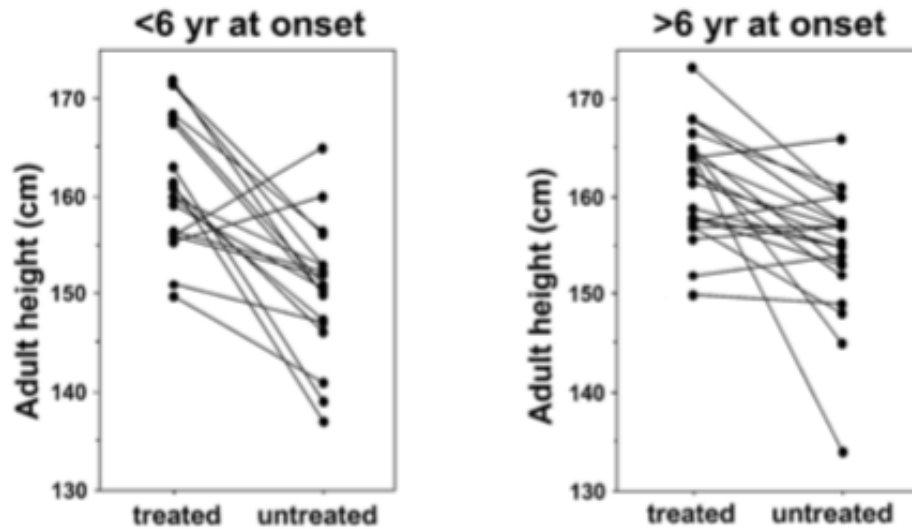 <6 yr at onset
Adult height (cm)
170
160
150
140
130
treated untreated
>6 yr at onset
Adult height (cm)
170
160
150
140
130
treated untreated